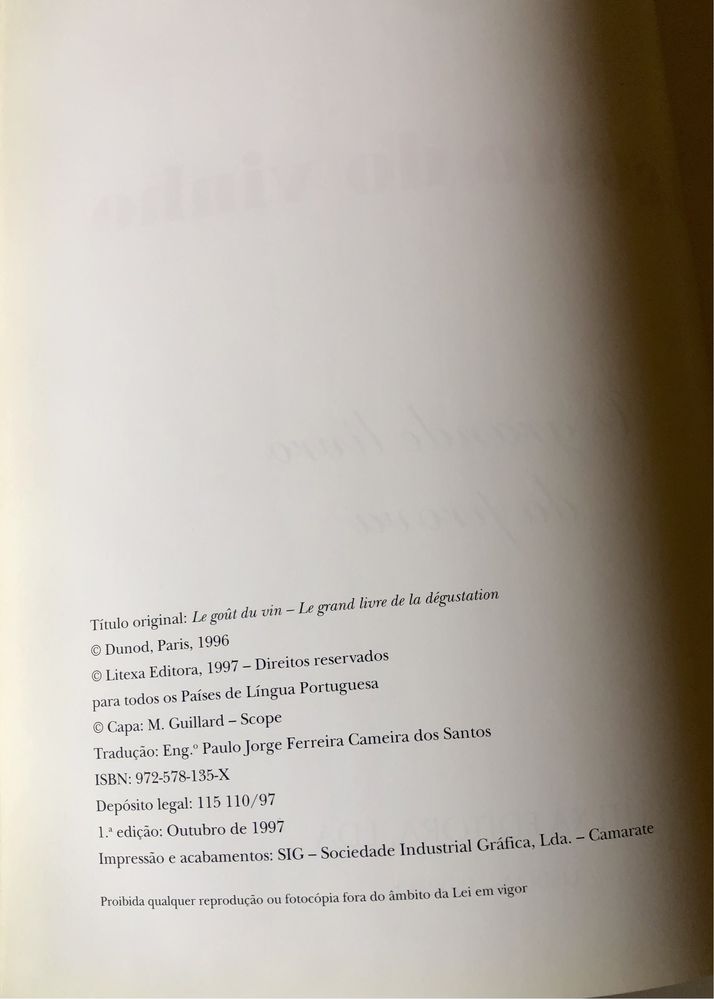 Título original: Le goût du vin – Le grand livre de la dégustation
© Dunod, Paris, 1996
© Litexa Editora, 1997 – Direitos reservados
para todos os Países de Língua Portuguesa
© Capa: M. Guillard – Scope
Tradução: Eng.º Paulo Jorge Ferreira Cameira dos Santos
ISBN: 972-578-135-X
Depósito legal: 115 110/97
1.ª edição: Outubro de 1997
Impressão e acabamentos: SIG – Sociedade Industrial Gráfica, Lda. – Camarate
Proibida qualquer reprodução ou fotocópia fora do âmbito da Lei em vigor